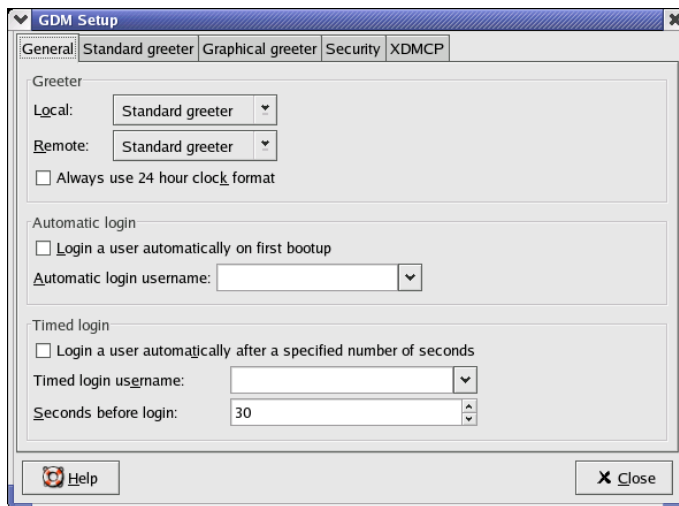 GDM Setup
General Standard greeter Graphical greeter Security XDMCP
Greeter
Local: Standard greeter
Remote: Standard greeter
Always use 24 hour clock format
Automatic login
Login a user automatically on first bootup
Automatic login username:
Timed login
Login a user automatically after a specified number of seconds
Timed login username:
Seconds before login: 30
Help Close